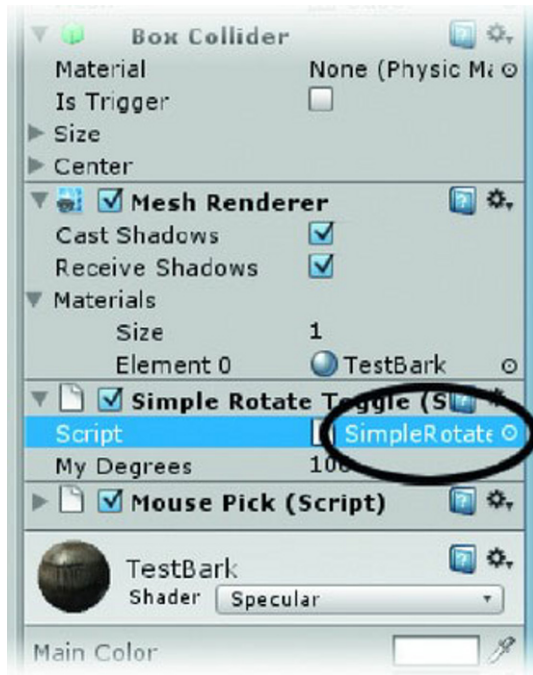 Box Collider
Material None (Physic Ma
Is Trigger
Size
Center
Mesh Renderer
Cast Shadows
Receive Shadows
Materials
Size 1
Element 0 TestBark
Simple Rotate Toggle (S
Script SimpleRotate
My Degrees
Mouse Pick (Script)
TestBark
Shader Specular
Main Color